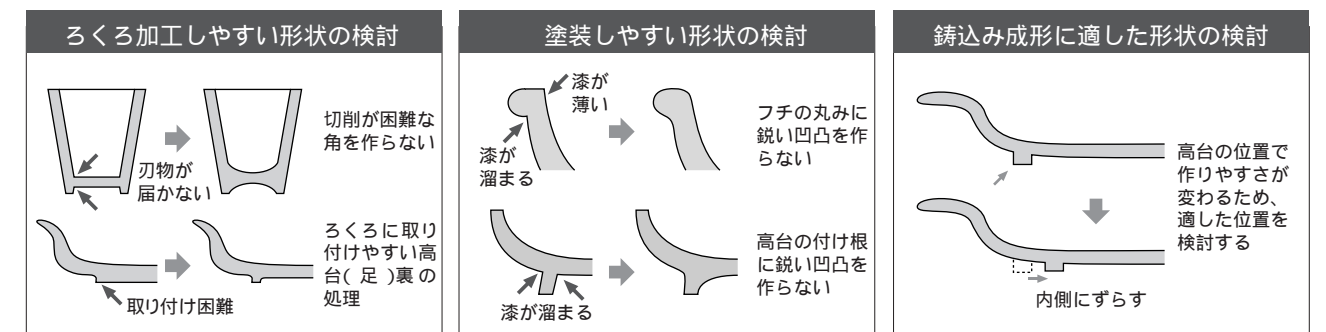 ろくろ加工しやすい形状の検討
刃物が
届かない
切削が困難な
角を作らない
取り付け困難
ろくろに取り
付けやすい高
台(足)裏の
処理
塗装しやすい形状の検討
漆が
薄い
漆が
溜まる
フチの丸みに
鋭い凹凸を作
らない
漆が溜まる
高台の付け根
に鋭い凹凸を
作らない
鋳込み成形に適した形状の検討
高台の位置で
作りやすさが
変わるため、
適した位置を
検討する
内側にずらす